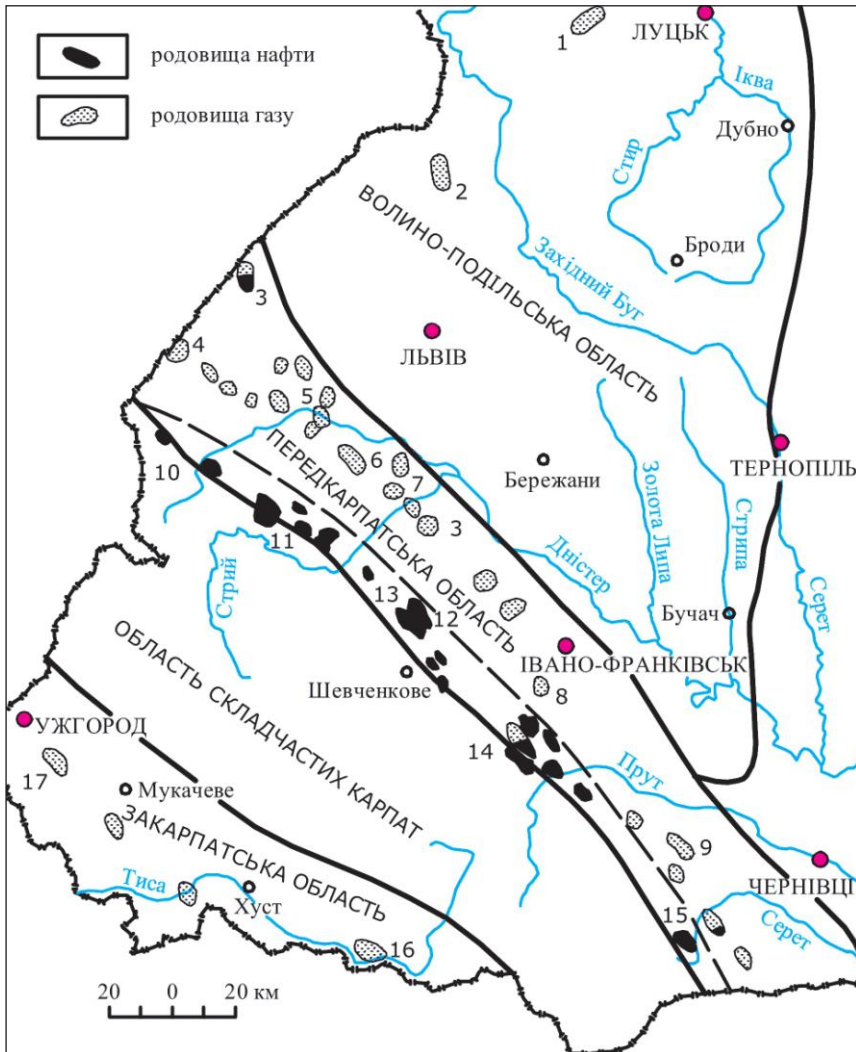 родовища нафти
родовища газу
1
ЛУЦЬК
Іква
Дубно
Стир
2
Броди
ВОЛИНО-ПОДІЛЬСЬКА ОБЛАСТЬ
Західний Буг
3
ЛЬВІВ
4
5
ПЕРЕДКАРПАТСЬКА ОБЛАСТЬ
6
7
3
Бережани
ТЕРНОПІЛЬ
Золота Липа
Стрипа
Серет
10
11
Дністер
Стрий
13
12
Бучач
ІВАНО-ФРАНКІВСЬК
ОБЛАСТЬ СКЛАДЧАСТИХ КАРПАТ
Шевченкове
8
УЖГОРОД
14
Прут
17
Мукачеве
ЗАКАРПАТСЬКА ОБЛАСТЬ
9
ЧЕРНІВЦІ
Тиса
Хуст
15
Серет
16
20 0 20 км